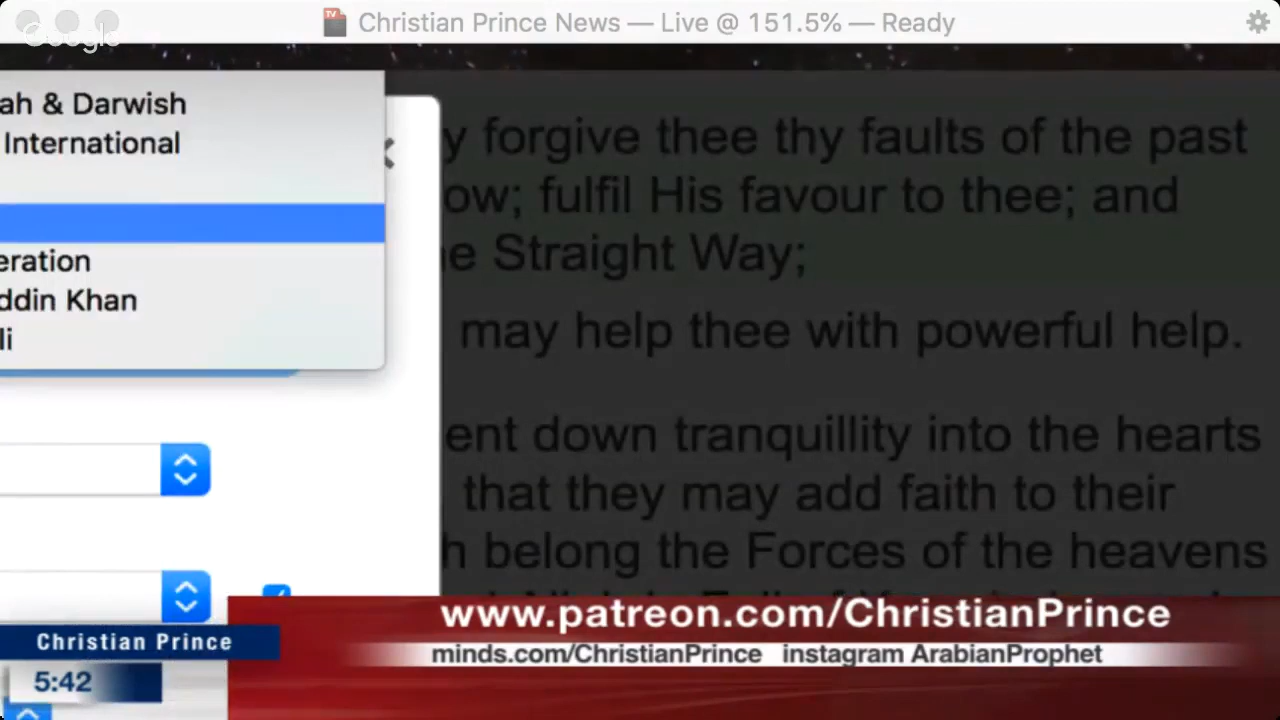 Christian Prince News — Live @ 151.5% — Ready
Google
ah & Darwish
International
eration
ddin Khan
li
y forgive thee thy faults of the past
ow; fulfil His favour to thee; and
e Straight Way;
may help thee with powerful help.
ent down tranquillity into the hearts
that they may add faith to their
h belong the Forces of the heavens
www.patreon.com/ChristianPrince
minds.com/ChristianPrince instagram ArabianProphet
Christian Prince
5:42